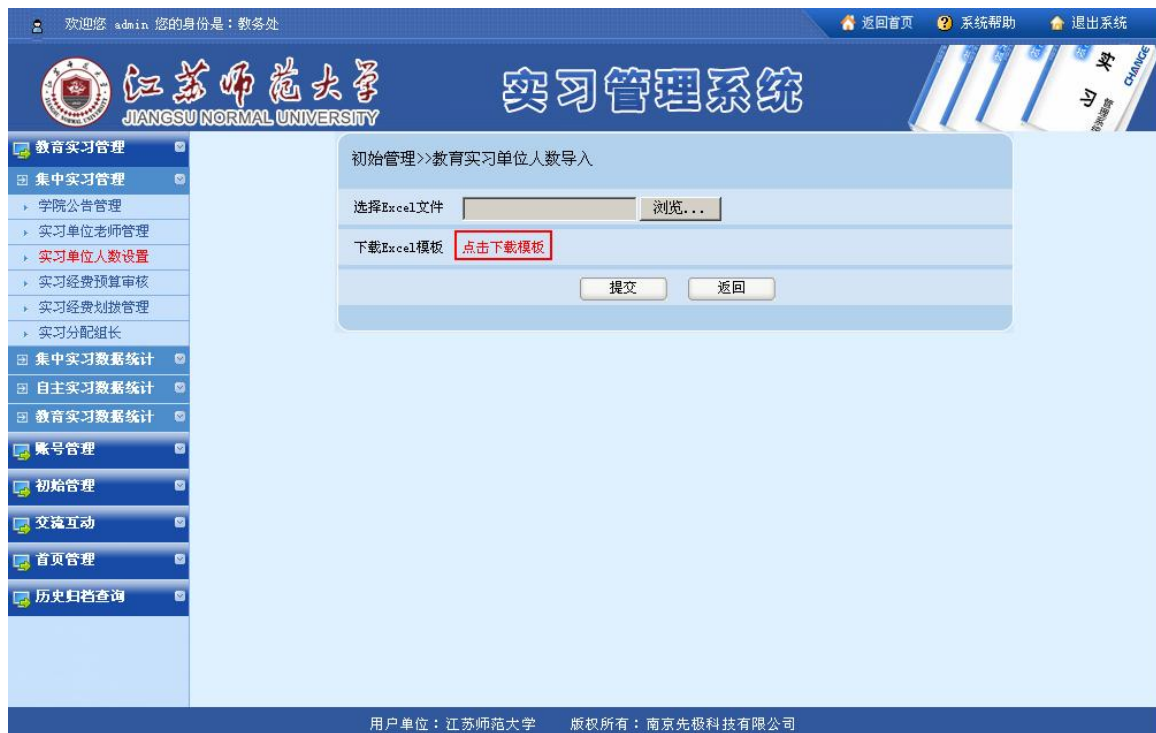 欢迎您 admin 您的身份是：教务处
返回首页 系统帮助 退出系统
江苏师范大学
JIANGSU NORMAL UNIVERSITY
实习管理系统
实习
管理系统
CHANGE
教育实习管理
集中实习管理
学院公告管理
实习单位老师管理
实习单位人数设置
实习经费预算审核
实习经费划拨管理
实习分配组长
集中实习数据统计
自主实习数据统计
教育实习数据统计
账号管理
初始管理
交流互动
首页管理
历史归档查询
初始管理>>教育实习单位人数导入
选择Excel文件 浏览...
下载Excel模板 点击下载模板
提交 返回
用户单位：江苏师范大学 版权所有：南京先极科技有限公司